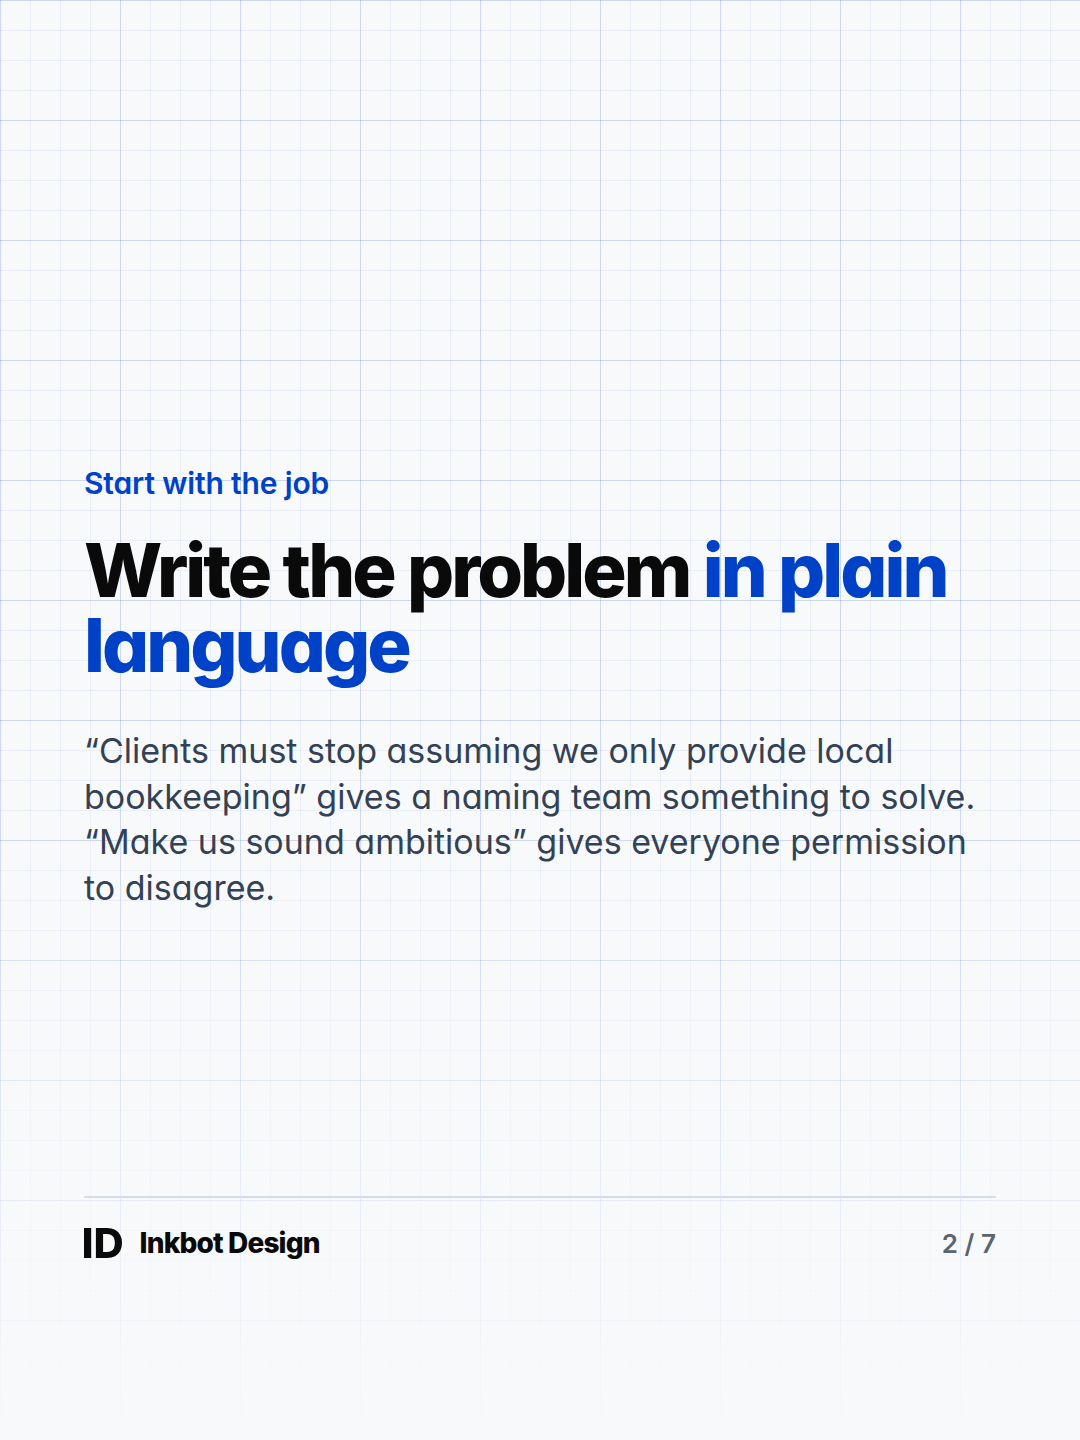 Start with the job
Write the problem in plain
language
“Clients must stop assuming we only provide local
bookkeeping” gives a naming team something to solve.
“Make us sound ambitious” gives everyone permission
to disagree.
ID Inkbot Design
2 / 7